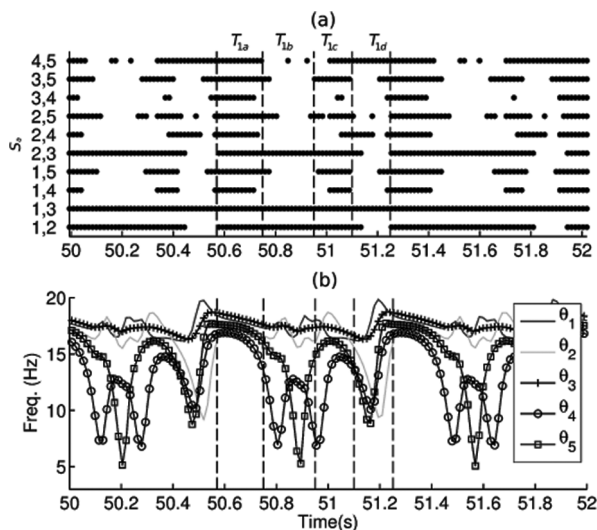 (a)
T1a T1b T1c T1d
4,5
3,5
3,4
2,5
2,4
2,3
1,5
1,4
1,3
1,2
50 50.2 50.4 50.6 50.8 51 51.2 51.4 51.6 51.8 52
(b)
Freq. (Hz)
20
15
10
5
θ1
θ2
θ3
θ4
θ5
50 50.2 50.4 50.6 50.8 51 51.2 51.4 51.6 51.8 52
Time(s)